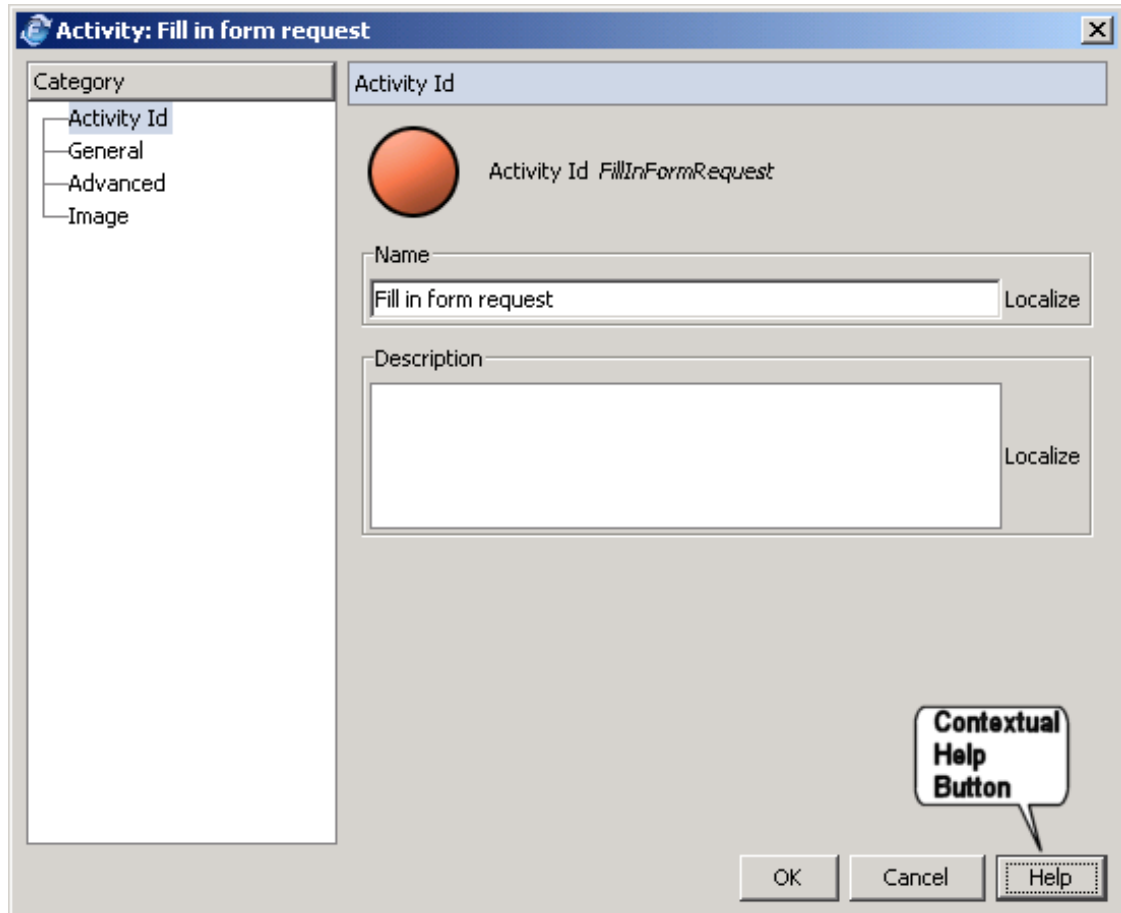 Activity: Fill in form request
Category
Activity Id
General
Advanced
Image
Activity Id
Activity Id FillInFormRequest
Name
Fill in form request Localize
Description
Localize
Contextual
Help
Button
OK Cancel Help